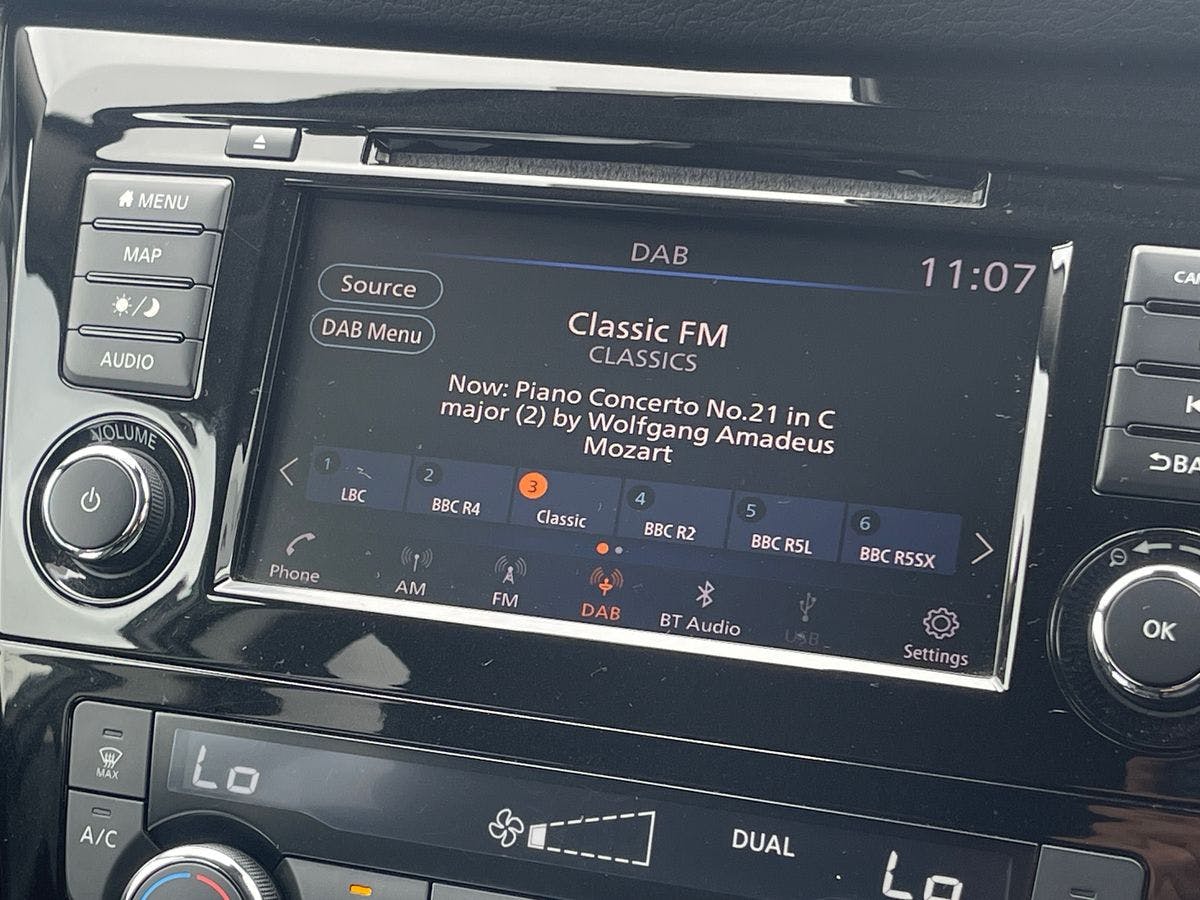 MENU
MAP
AUDIO
VOLUME
DAB
11:07
Source
DAB Menu
Classic FM
CLASSICS
Now: Piano Concerto No.21 in C
major (2) by Wolfgang Amadeus
Mozart
1 LBC
2 BBC R4
3 Classic
4 BBC R2
5 BBC R5L
6 BBC R5SX
Phone
AM
FM
DAB
BT Audio
USB
Settings
OK
MAX
A/C
Lo
DUAL
Lo